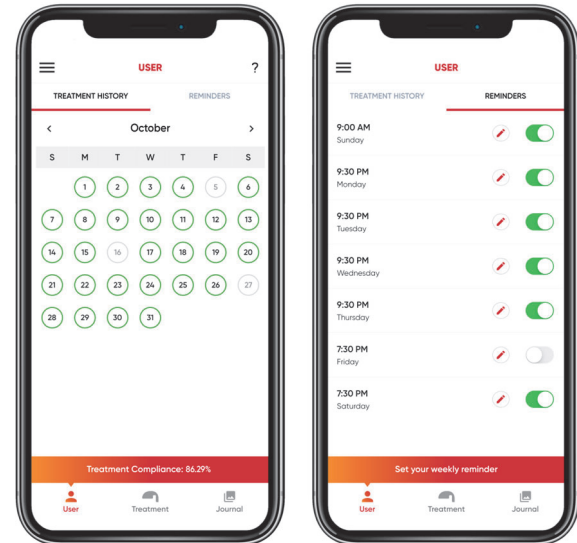 USER
?
TREATMENT HISTORY REMINDERS
< October >
S M T W T F S
1 2 3 4 5 6
7 8 9 10 11 12 13
14 15 16 17 18 19 20
21 22 23 24 25 26 27
28 29 30 31
Treatment Compliance: 86.29%
User Treatment Journal
USER
TREATMENT HISTORY REMINDERS
9:00 AM
Sunday
9:30 PM
Monday
9:30 PM
Tuesday
9:30 PM
Wednesday
9:30 PM
Thursday
7:30 PM
Friday
7:30 PM
Saturday
Set your weekly reminder
User Treatment Journal